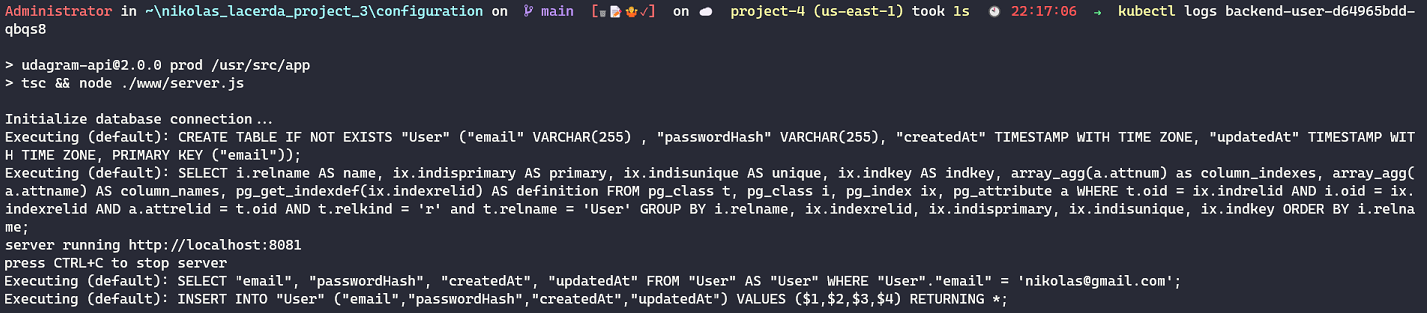 Administrator in ~\nikolas_lacerda_project_3\configuration on main [🗑📝🤷✓] on ☁ project-4 (us-east-1) took 1s 🕙 22:17:06 → kubectl logs backend-user-d64965bdd-
qbqs8
> udagram-api@2.0.0 prod /usr/src/app
> tsc && node ./www/server.js
Initialize database connection...
Executing (default): CREATE TABLE IF NOT EXISTS "User" ("email" VARCHAR(255) , "passwordHash" VARCHAR(255), "createdAt" TIMESTAMP WITH TIME ZONE, "updatedAt" TIMESTAMP WIT
H TIME ZONE, PRIMARY KEY ("email"));
Executing (default): SELECT i.relname AS name, ix.indisprimary AS primary, ix.indisunique AS unique, ix.indkey AS indkey, array_agg(a.attnum) as column_indexes, array_agg(
a.attname) AS column_names, pg_get_indexdef(ix.indexrelid) AS definition FROM pg_class t, pg_class i, pg_index ix, pg_attribute a WHERE t.oid = ix.indrelid AND i.oid = ix.
indexrelid AND a.attrelid = t.oid AND t.relkind = 'r' and t.relname = 'User' GROUP BY i.relname, ix.indexrelid, ix.indisprimary, ix.indisunique, ix.indkey ORDER BY i.relna
me;
server running http://localhost:8081
press CTRL+C to stop server
Executing (default): SELECT "email", "passwordHash", "createdAt", "updatedAt" FROM "User" AS "User" WHERE "User"."email" = 'nikolas@gmail.com';
Executing (default): INSERT INTO "User" ("email","passwordHash","createdAt","updatedAt") VALUES ($1,$2,$3,$4) RETURNING *;